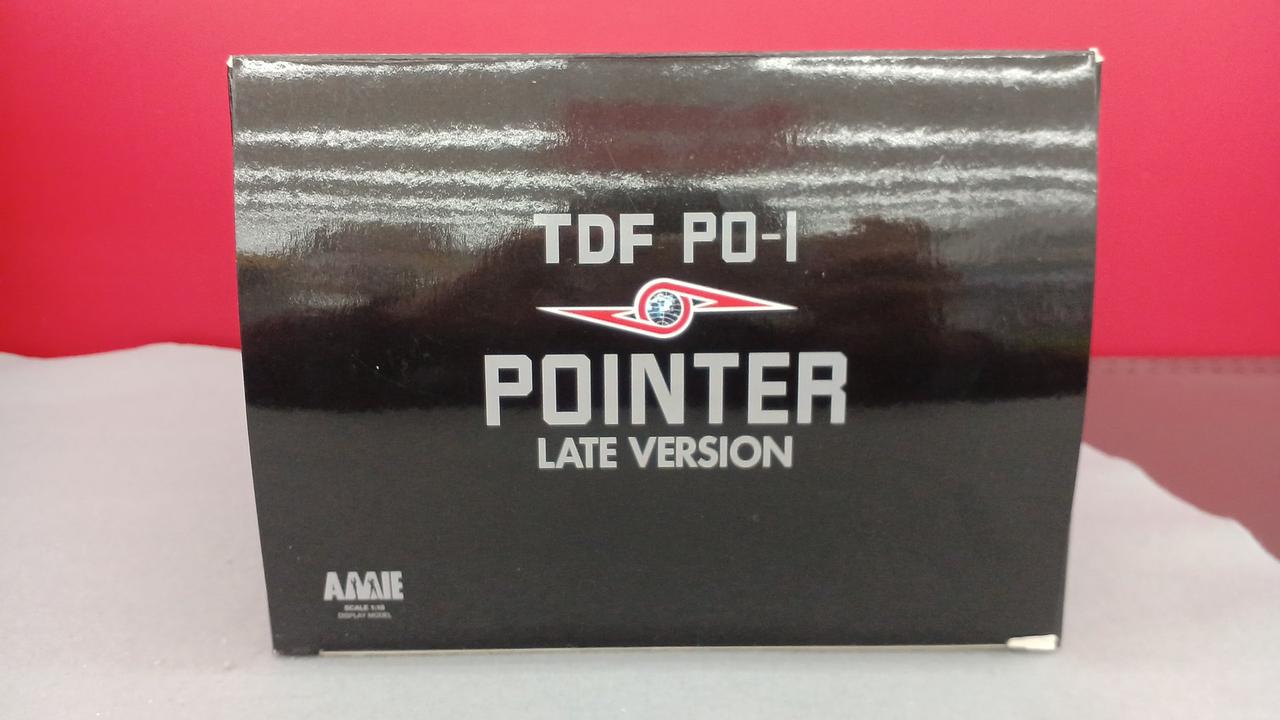 TDF PO-1
POINTER
LATE VERSION
AMIE
SCALE 1:18
DISPLAY MODEL